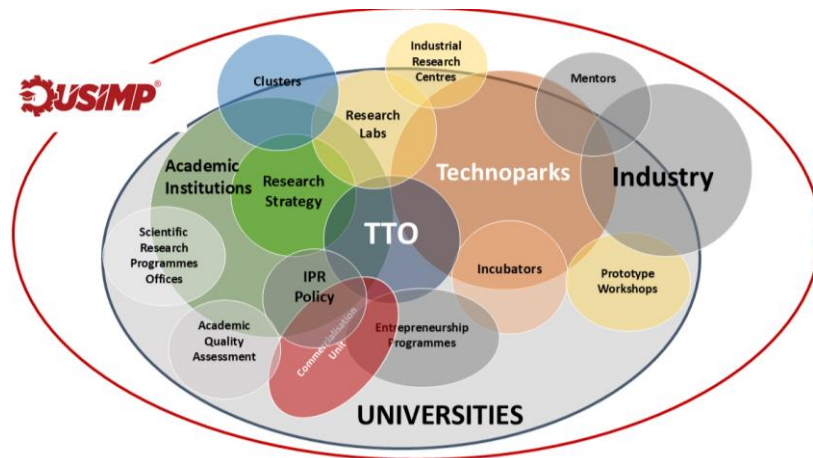 USIMP®
Clusters
Industrial
Research
Centres
Mentors
Research
Labs
Academic
Institutions
Research
Strategy
Technoparks
Industry
TTO
Scientific
Research
Programmes
Offices
IPR
Policy
Incubators
Prototype
Workshops
Academic
Quality
Assessment
Commercialisation
Unit
Entrepreneurship
Programmes
UNIVERSITIES